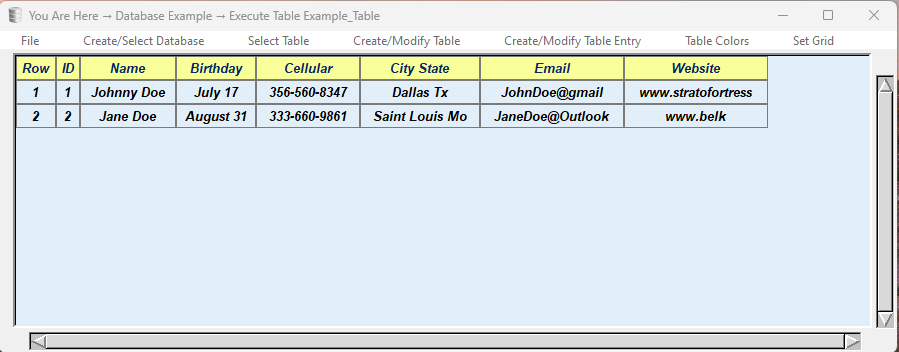 You Are Here → Database Example → Execute Table Example_Table
File Create/Select Database Select Table Create/Modify Table Create/Modify Table Entry Table Colors Set Grid
Row ID Name Birthday Cellular City State Email Website
1 1 Johnny Doe July 17 356-560-8347 Dallas Tx JohnDoe@gmail www.stratofortress
2 2 Jane Doe August 31 333-660-9861 Saint Louis Mo JaneDoe@Outlook www.belk